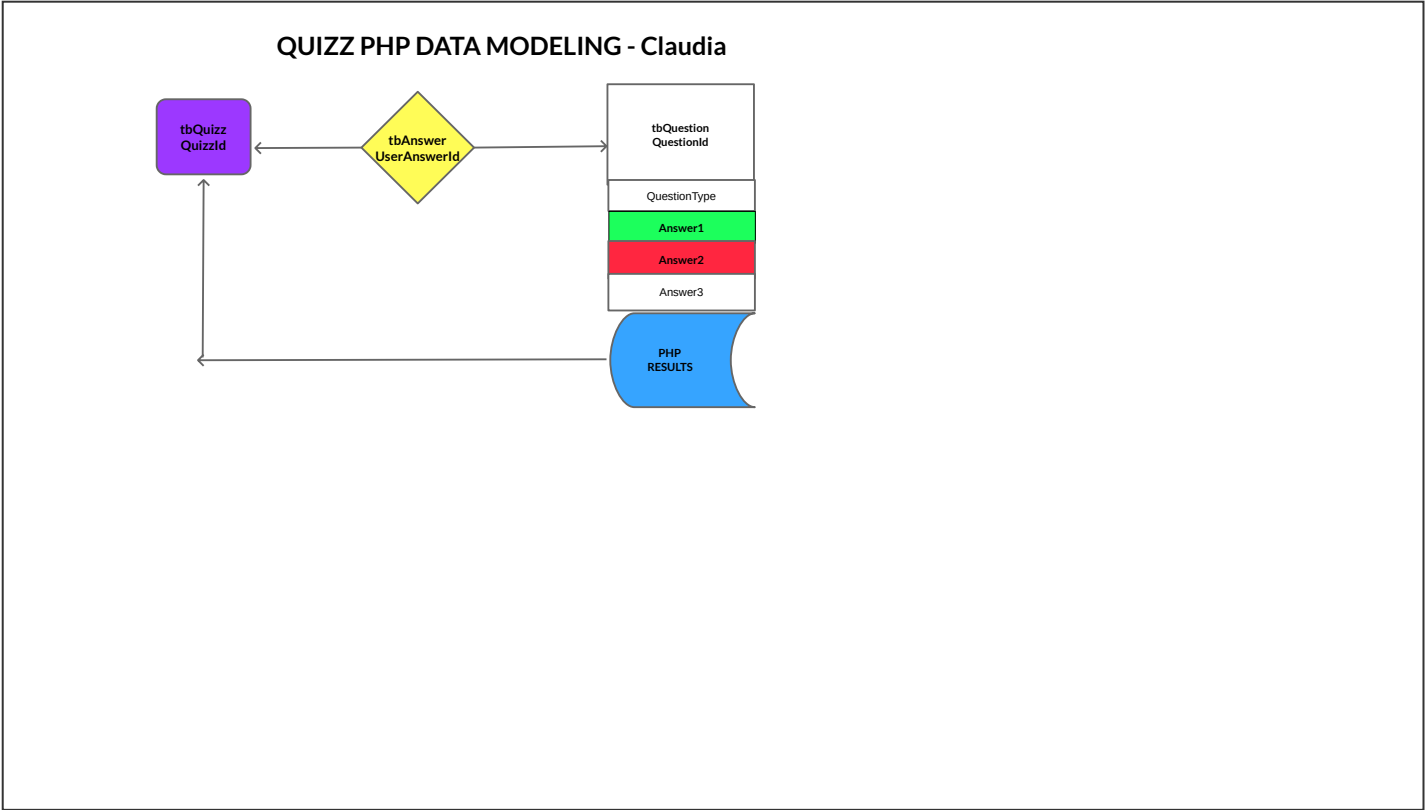 QUIZZ PHP DATA MODELING - Claudia
tbQuizz
QuizzId
tbAnswer
UserAnswerId
tbQuestion
QuestionId
QuestionType
Answer1
Answer2
Answer3
PHP
RESULTS